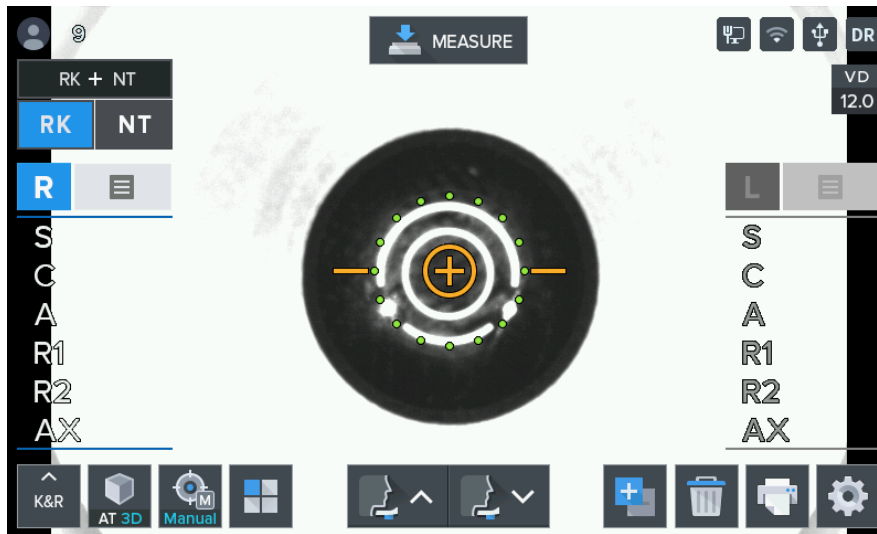 9
MEASURE
DR
RK + NT
VD
12.0
RK NT
R
L
S
C
A
R1
R2
AX
S
C
A
R1
R2
AX
K&R
AT 3D
M
Manual